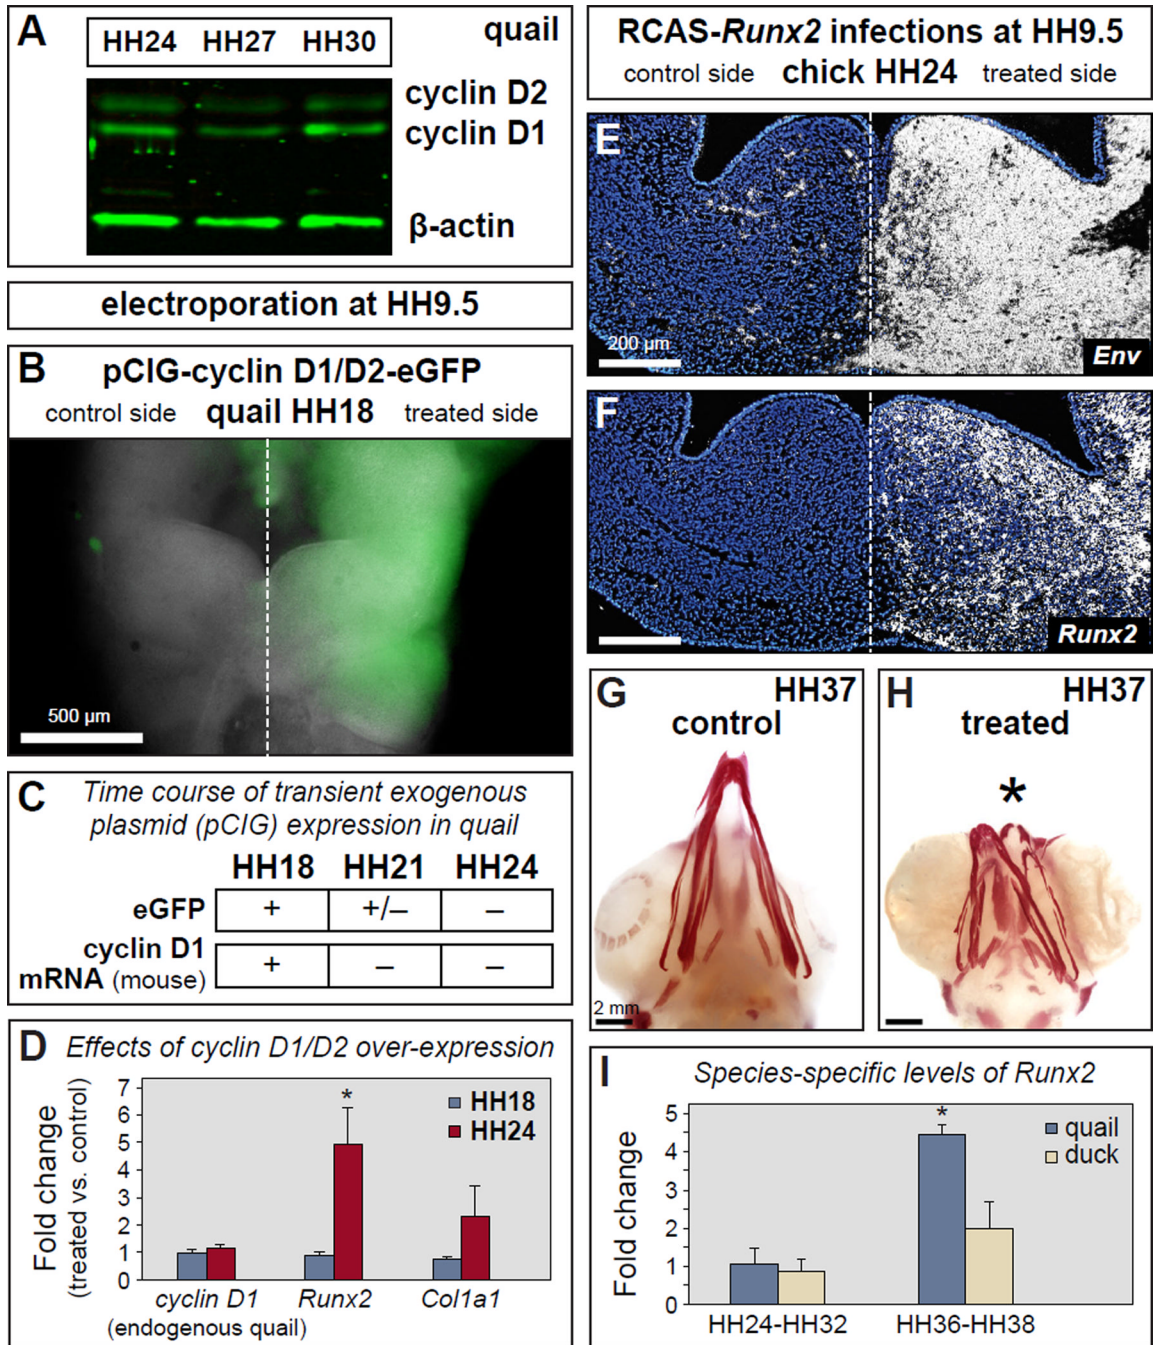 A
HH24 HH27 HH30
quail
cyclin D2
cyclin D1
β-actin
electroporation at HH9.5
B
pCIG-cyclin D1/D2-eGFP
control side quail HH18 treated side
500 µm
C
Time course of transient exogenous
plasmid (pCIG) expression in quail
HH18 HH21 HH24
eGFP + +/– –
cyclin D1
mRNA (mouse) + – –
D
Effects of cyclin D1/D2 over-expression
Fold change
(treated vs. control)
7
6
5
4
3
2
1
0
*
HH18
HH24
cyclin D1 Runx2 Col1a1
(endogenous quail)
RCAS-Runx2 infections at HH9.5
control side chick HH24 treated side
E
200 µm
Env
F
Runx2
G
HH37
control
2 mm
H
HH37
treated
*
I
Species-specific levels of Runx2
Fold change
5
4
3
2
1
0
*
quail
duck
HH24-HH32 HH36-HH38